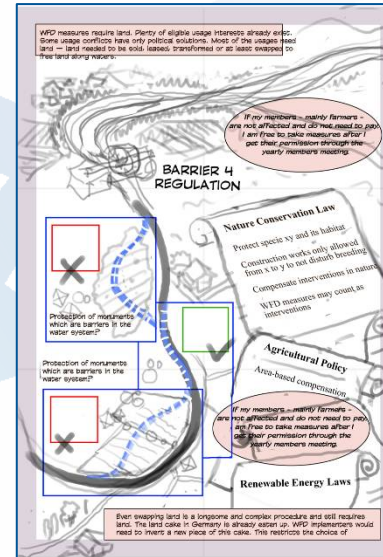 WFD measures require land. Plenty of eligible usage interests already exist.
Some usage conflicts have only political solutions. Most of the usages need
land — land needed to be sold, leased, transformed or at least swapped to
free land along waters.
If my members - mainly farmers -
are not affected and do not need to pay,
I am free to take measures after I
get their permission through the
yearly members meeting.
BARRIER 4
REGULATION
Nature Conservation Law
Protect specie xy and its habitat
Construction works only allowed
from x to y to not disturb breeding
Compensate interventions in nature
WFD measures may count as
interventions
Protection of monuments
which are barriers in the
water system?
Protection of monuments
which are barriers in the
water system?
Agricultural Policy
Area-based compensation
If my members - mainly farmers -
are not affected and do not need to pay,
I am free to take measures after I
get their permission through the
yearly members meeting.
Renewable Energy Laws
Even swapping land is a longsome and complex procedure and still requires
land. The land cake in Germany is already eaten up. WFD implementers would
need to invert a new piece of this cake. This restricts the choice of